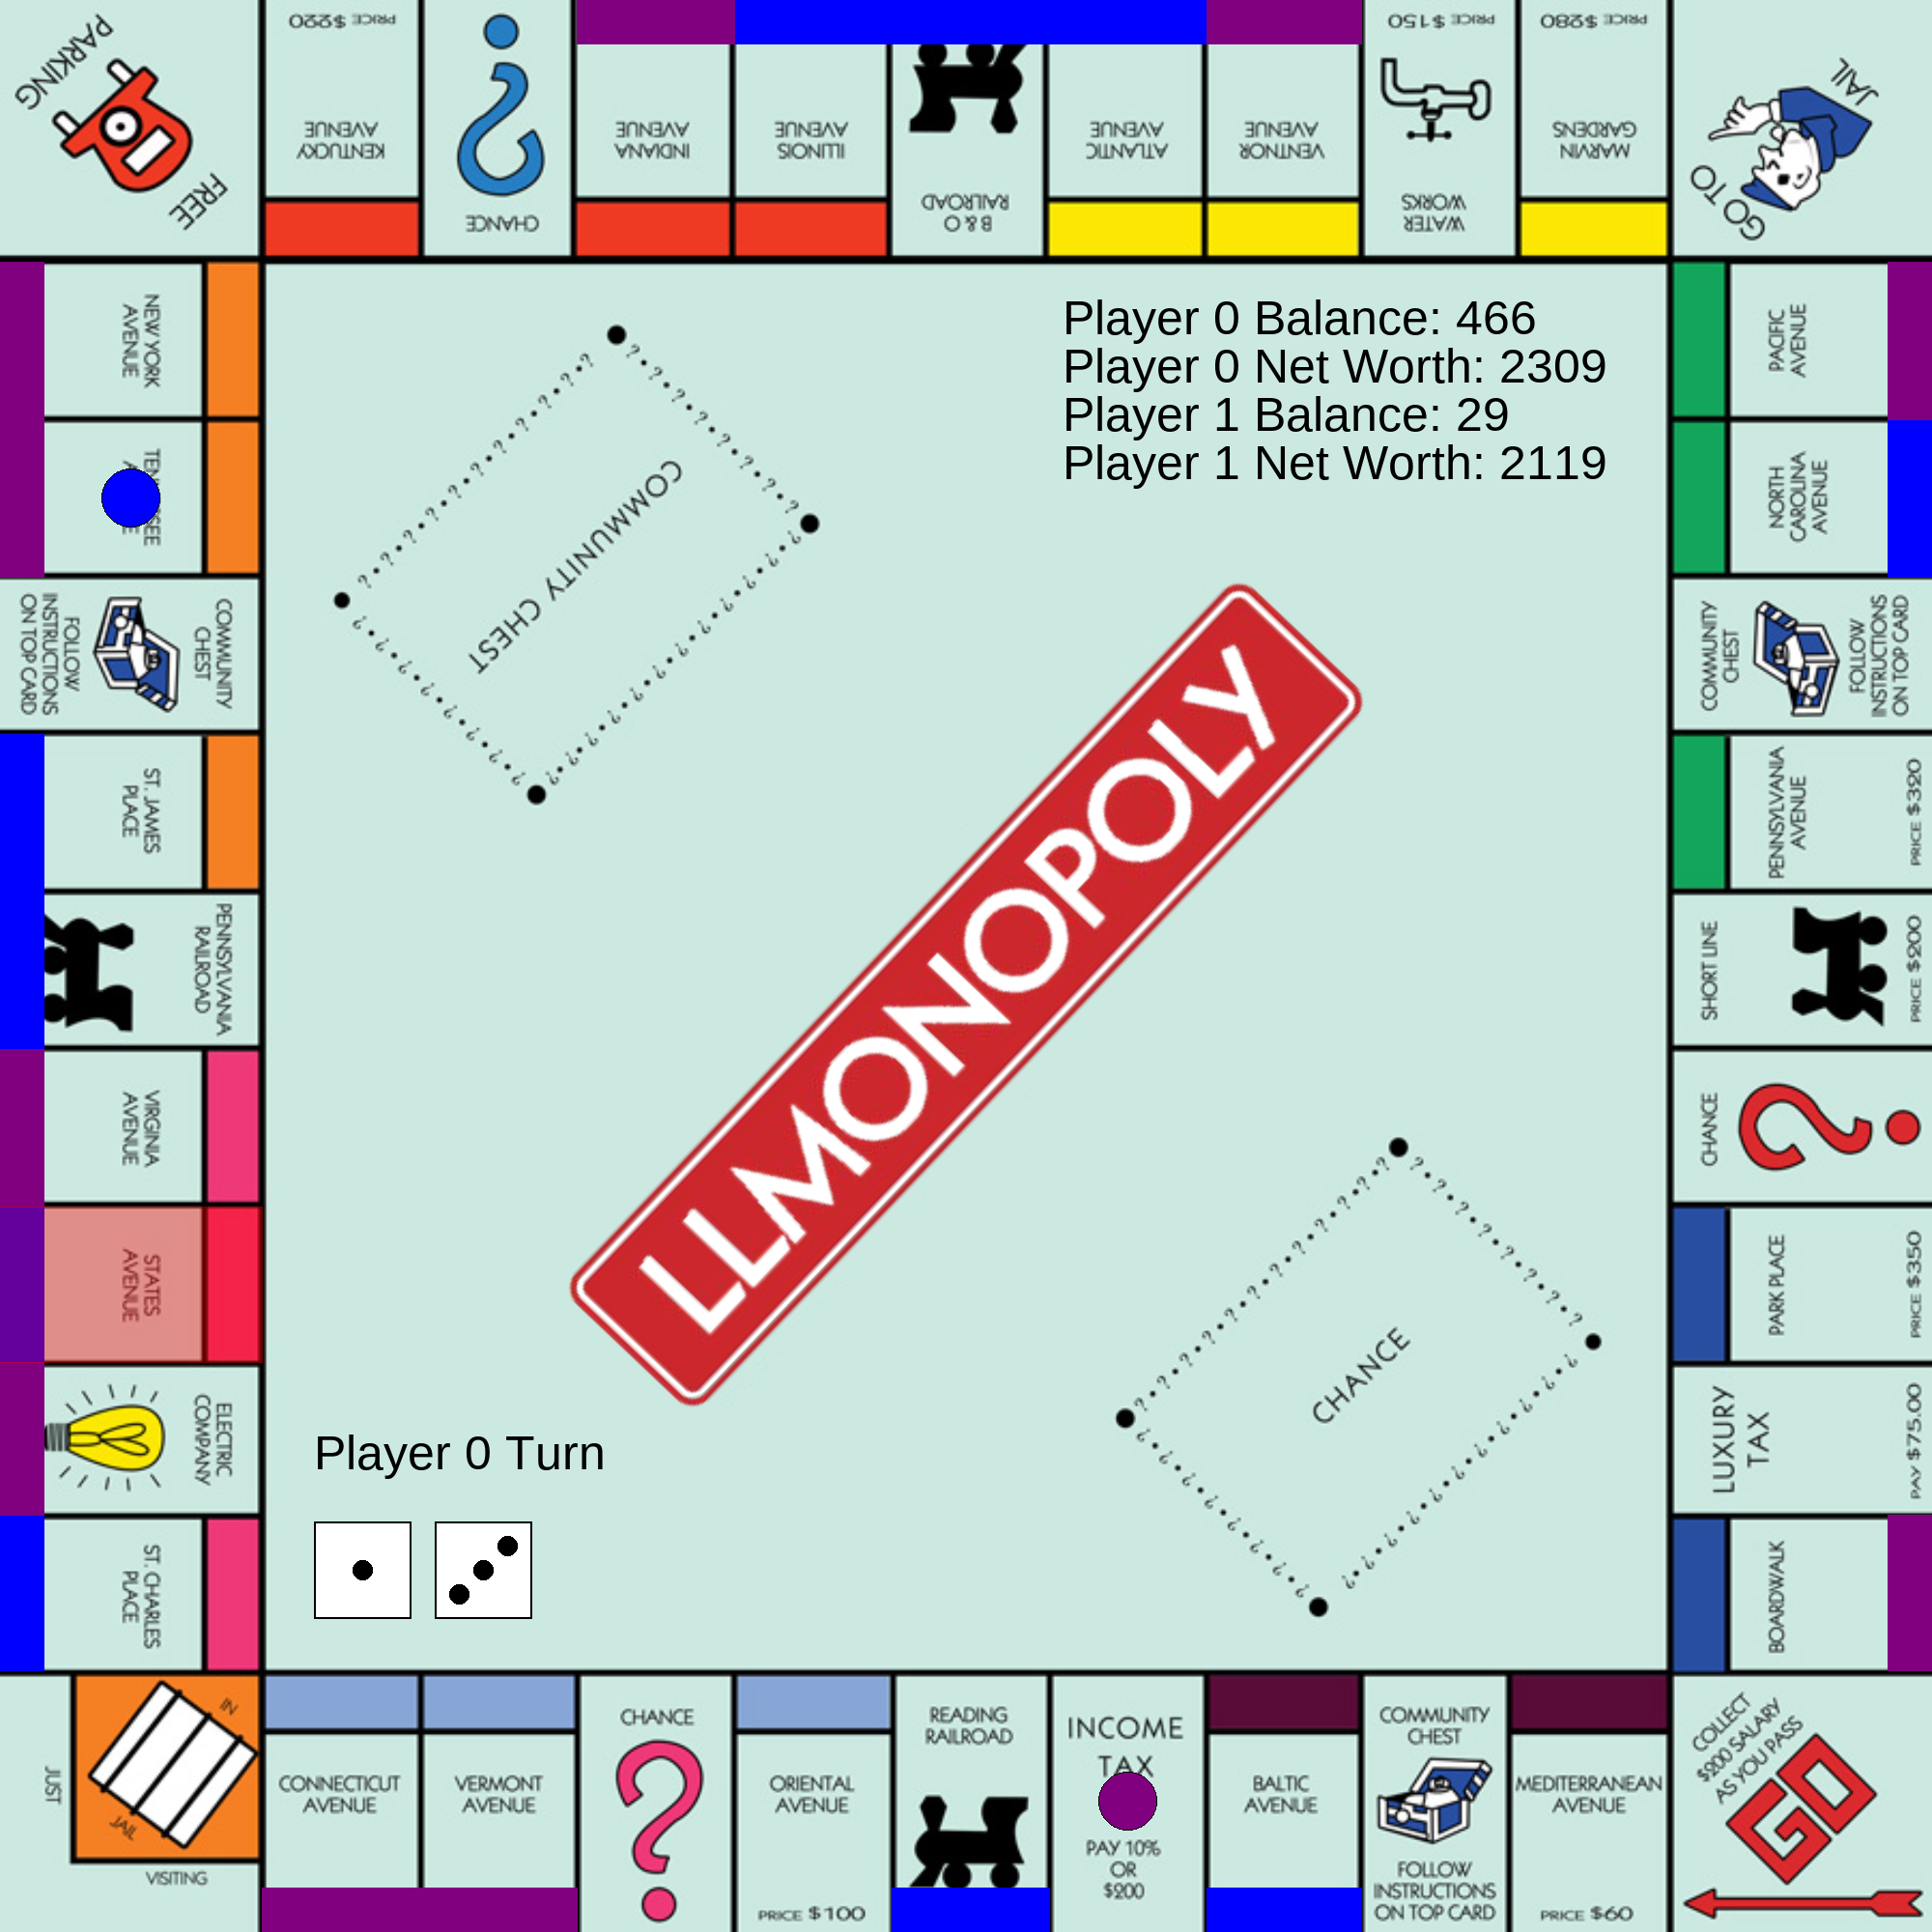 FREE
PARKING
PRICE $220
KENTUCKY
AVENUE
CHANCE
INDIANA
AVENUE
ILLINOIS
AVENUE
B & O
RAILROAD
ATLANTIC
AVENUE
VENTNOR
AVENUE
PRICE $150
WATER
WORKS
PRICE $280
MARVIN
GARDENS
GO TO
JAIL
NEW YORK
AVENUE
COMMUNITY
CHEST
FOLLOW
INSTRUCTIONS
ON TOP CARD
ST. JAMES
PLACE
PENNSYLVANIA
RAILROAD
VIRGINIA
AVENUE
STATES
AVENUE
ELECTRIC
COMPANY
ST. CHARLES
PLACE
Player 0 Balance: 466
Player 0 Net Worth: 2309
Player 1 Balance: 29
Player 1 Net Worth: 2119
COMMUNITY CHEST
LLMONOPOLY
CHANCE
Player 0 Turn
PACIFIC
AVENUE
NORTH
CAROLINA
AVENUE
COMMUNITY
CHEST
FOLLOW
INSTRUCTIONS
ON TOP CARD
PENNSYLVANIA
AVENUE
PRICE $320
SHORT LINE
PRICE $200
CHANCE
PARK PLACE
PRICE $350
LUXURY
TAX
PAY $75.00
BOARDWALK
JUST
VISITING
IN
JAIL
CONNECTICUT
AVENUE
VERMONT
AVENUE
CHANCE
ORIENTAL
AVENUE
PRICE $100
READING
RAILROAD
INCOME
TAX
PAY 10%
OR
$200
BALTIC
AVENUE
COMMUNITY
CHEST
FOLLOW
INSTRUCTIONS
ON TOP CARD
MEDITERRANEAN
AVENUE
PRICE $60
COLLECT
$200 SALARY
AS YOU PASS
GO